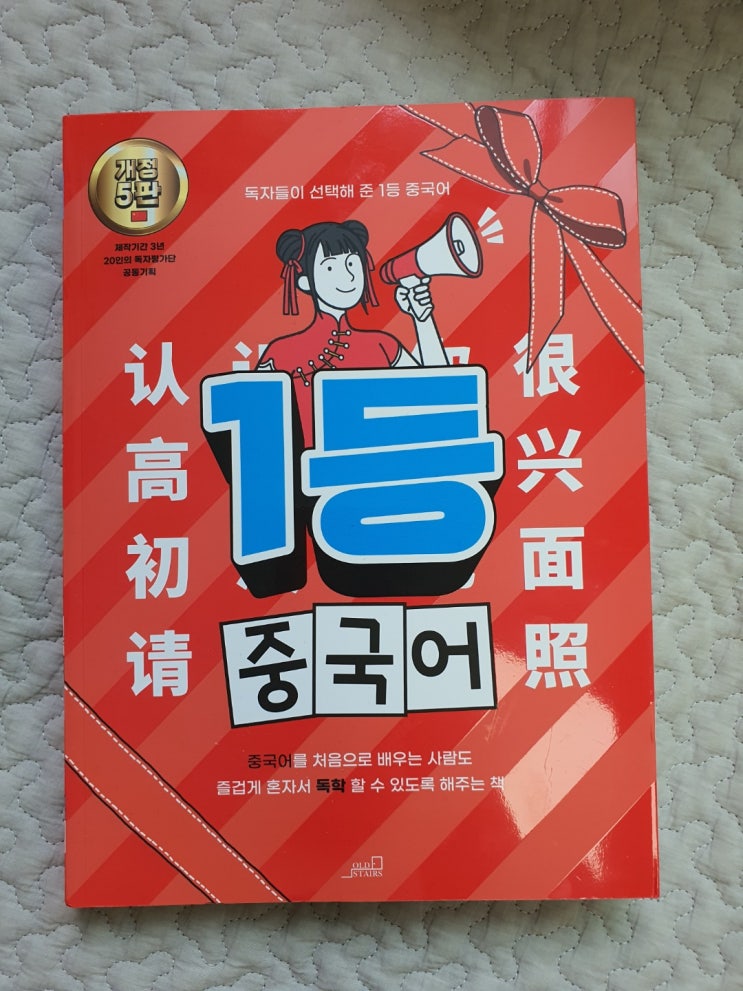 개정
5판
제작기간 3년
20인의 독자평가단
공동기획
독자들이 선택해 준 1등 중국어
认 很
高 兴
初 面
请 照
1등
중국어
중국어를 처음으로 배우는 사람도
즐겁게 혼자서 독학 할 수 있도록 해주는 책
OLD
STAIRS